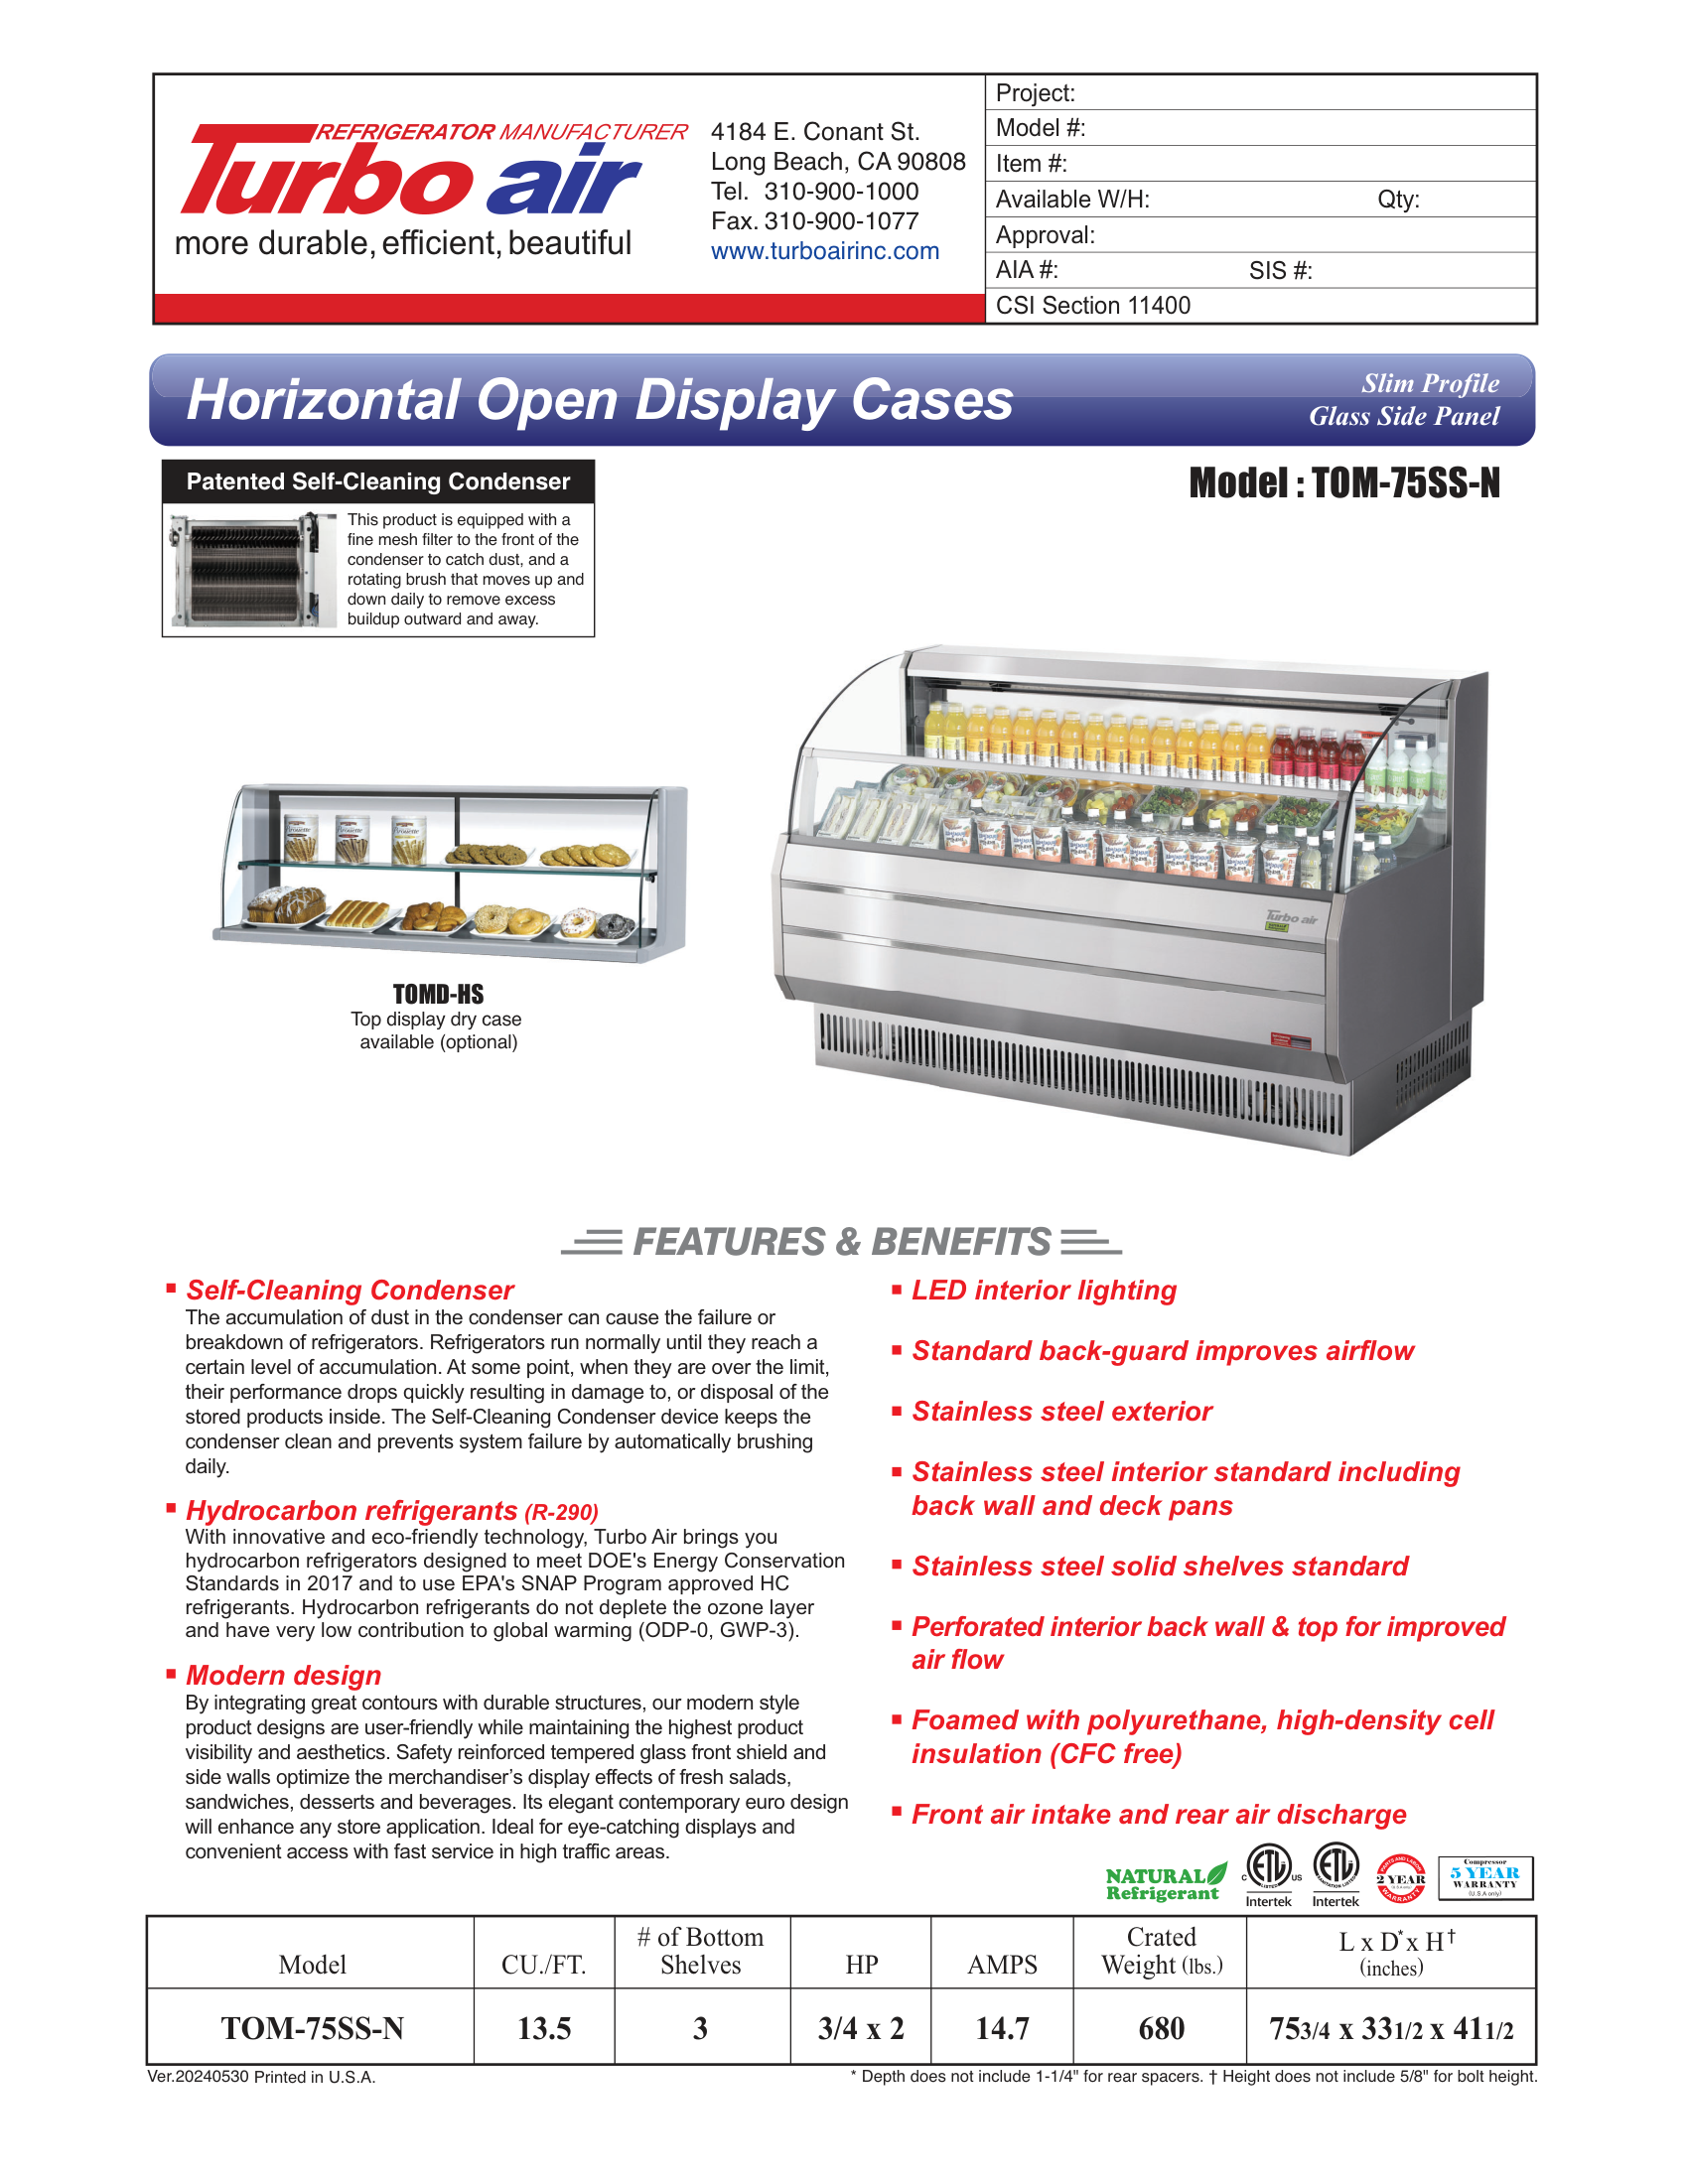 REFRIGERATOR MANUFACTURER
Turbo air
more durable, efficient, beautiful
4184 E. Conant St.
Long Beach, CA 90808
Tel. 310-900-1000
Fax. 310-900-1077
www.turboairinc.com
Project:
Model #:
Item #:
Available W/H: Qty:
Approval:
AIA #: SIS #:
CSI Section 11400
Horizontal Open Display Cases
Slim Profile
Glass Side Panel
Patented Self-Cleaning Condenser
This product is equipped with a
fine mesh filter to the front of the
condenser to catch dust, and a
rotating brush that moves up and
down daily to remove excess
buildup outward and away.
Model : TOM-75SS-N
Turbo air
TOMD-HS
Top display dry case
available (optional)
FEATURES & BENEFITS
▪ Self-Cleaning Condenser
The accumulation of dust in the condenser can cause the failure or
breakdown of refrigerators. Refrigerators run normally until they reach a
certain level of accumulation. At some point, when they are over the limit,
their performance drops quickly resulting in damage to, or disposal of the
stored products inside. The Self-Cleaning Condenser device keeps the
condenser clean and prevents system failure by automatically brushing
daily.
▪ Hydrocarbon refrigerants (R-290)
With innovative and eco-friendly technology, Turbo Air brings you
hydrocarbon refrigerators designed to meet DOE's Energy Conservation
Standards in 2017 and to use EPA's SNAP Program approved HC
refrigerants. Hydrocarbon refrigerants do not deplete the ozone layer
and have very low contribution to global warming (ODP-0, GWP-3).
▪ Modern design
By integrating great contours with durable structures, our modern style
product designs are user-friendly while maintaining the highest product
visibility and aesthetics. Safety reinforced tempered glass front shield and
side walls optimize the merchandiser's display effects of fresh salads,
sandwiches, desserts and beverages. Its elegant contemporary euro design
will enhance any store application. Ideal for eye-catching displays and
convenient access with fast service in high traffic areas.
▪ LED interior lighting
▪ Standard back-guard improves airflow
▪ Stainless steel exterior
▪ Stainless steel interior standard including
back wall and deck pans
▪ Stainless steel solid shelves standard
▪ Perforated interior back wall & top for improved
air flow
▪ Foamed with polyurethane, high-density cell
insulation (CFC free)
▪ Front air intake and rear air discharge
NATURAL
Refrigerant
C ETL US
LISTED
Intertek
ETL
SANITATION LISTED
Intertek
PARTS AND LABOR
2 YEAR
WARRANTY
Compressor
5 YEAR
WARRANTY
(U.S.A only)
Model CU./FT. # of Bottom Shelves HP AMPS Crated Weight (lbs.) L x D* x H† (inches)
TOM-75SS-N 13.5 3 3/4 x 2 14.7 680 753/4 x 331/2 x 411/2
Ver.20240530 Printed in U.S.A.
* Depth does not include 1-1/4" for rear spacers. † Height does not include 5/8" for bolt height.